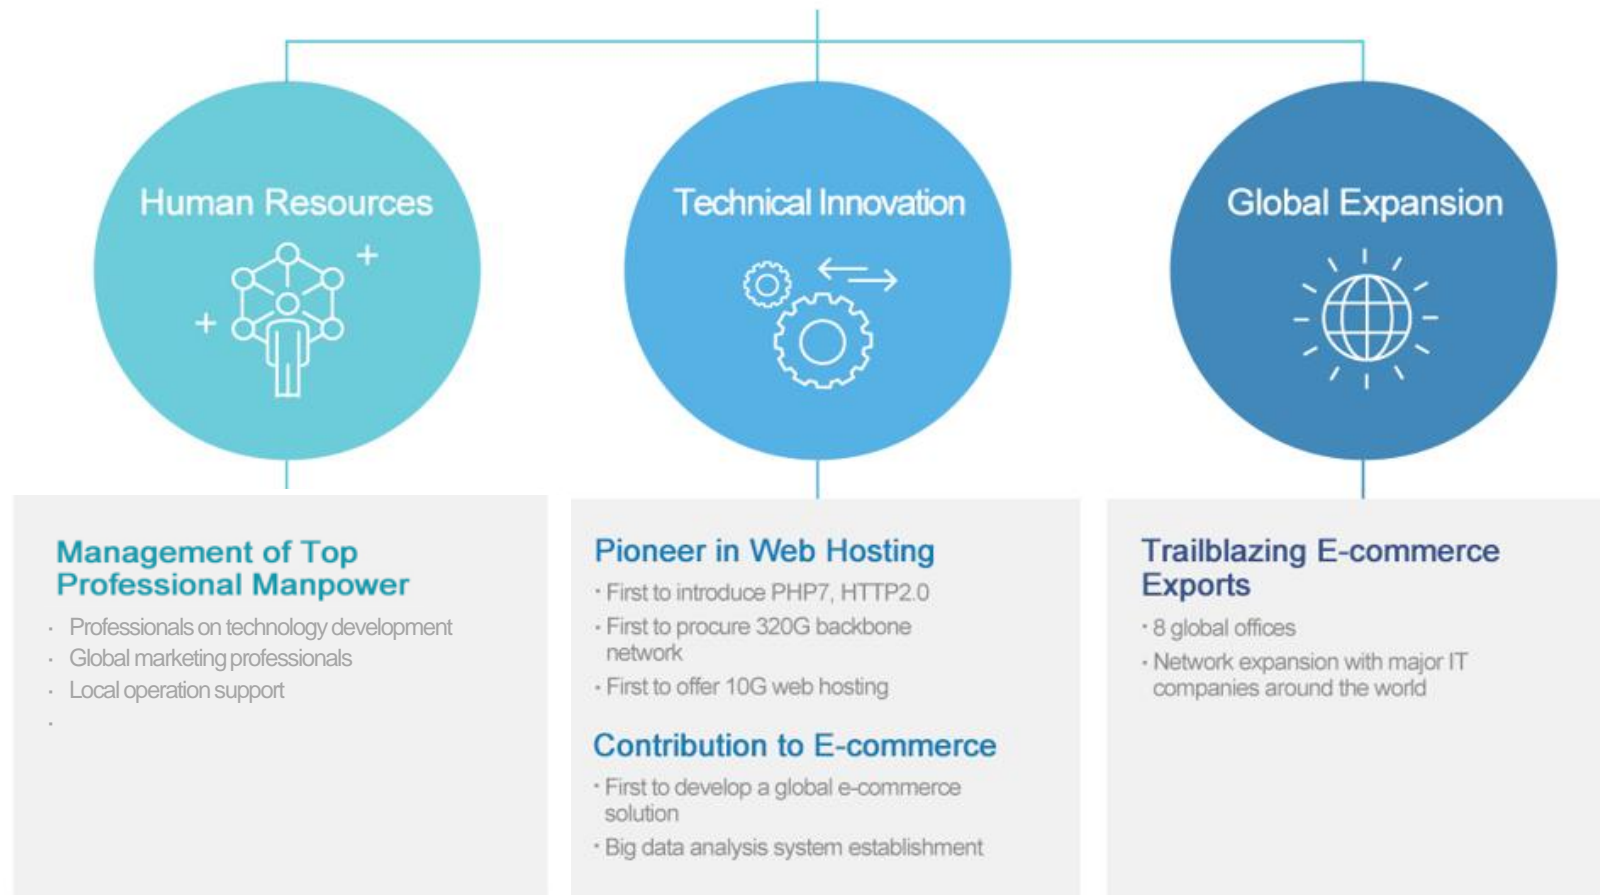 Human Resources
Technical Innovation
Global Expansion
Management of Top
Professional Manpower
· Professionals on technology development
· Global marketing professionals
· Local operation support
·
Pioneer in Web Hosting
· First to introduce PHP7, HTTP2.0
· First to procure 320G backbone
network
· First to offer 10G web hosting
Contribution to E-commerce
· First to develop a global e-commerce
solution
· Big data analysis system establishment
Trailblazing E-commerce
Exports
· 8 global offices
· Network expansion with major IT
companies around the world